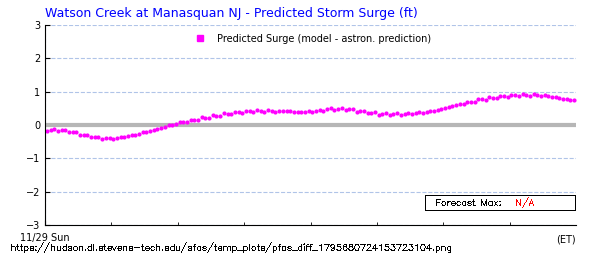 Watson Creek at Manasquan NJ - Predicted Storm Surge (ft)
3
Predicted Surge (model - astron. prediction)
2
1
0
−1
−2
Forecast Max: N/A
−3
11/29 Sun
(ET)
https://hudson.dl.stevens-tech.edu/sfas/temp_plots/pfas_diff_1795680724153723104.png